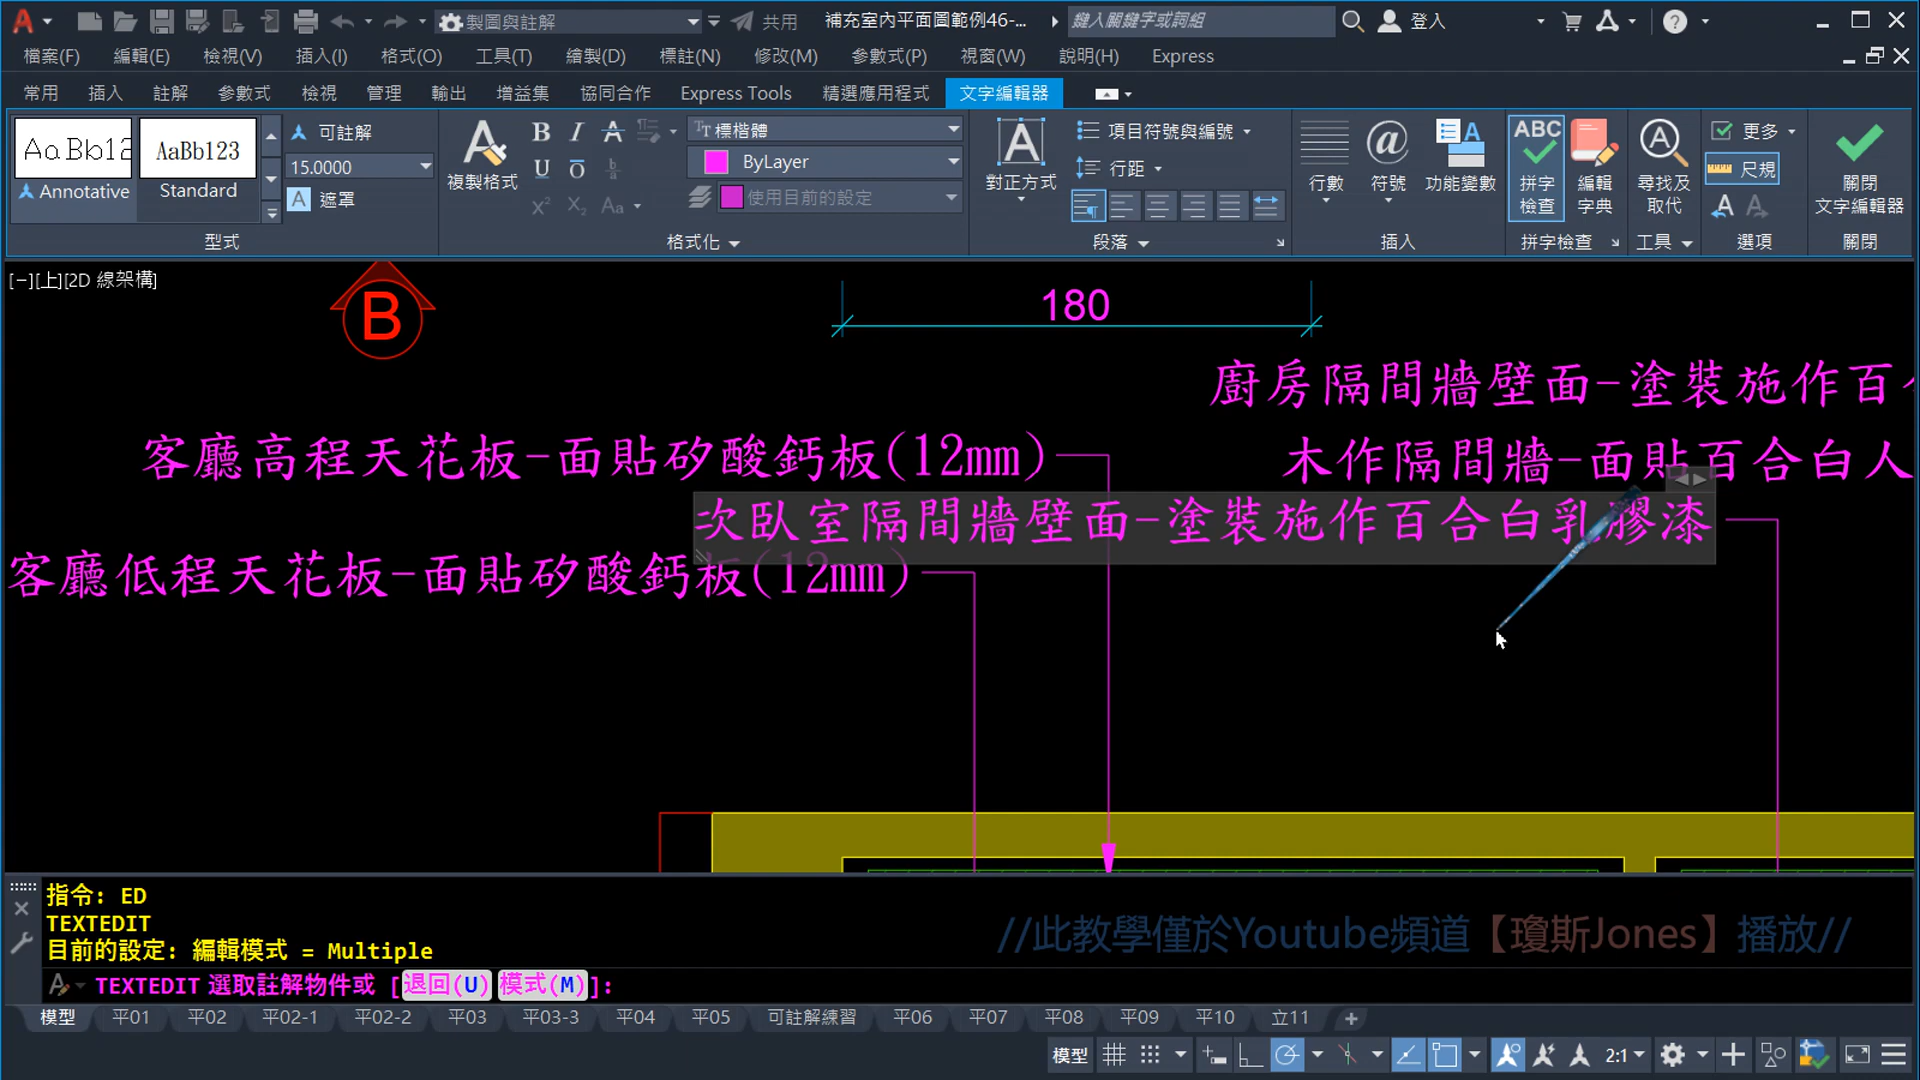 製圖與註解 共用 補充室內平面圖範例46-... 鍵入關鍵字或詞組 登入
檔案(F) 編輯(E) 檢視(V) 插入(I) 格式(O) 工具(T) 繪製(D) 標註(N) 修改(M) 參數式(P) 視窗(W) 說明(H) Express
常用 插入 註解 參數式 檢視 管理 輸出 增益集 協同合作 Express Tools 精選應用程式 文字編輯器
AaBb12 AaBb123 可註解 標楷體 項目符號與編號 更多
Annotative Standard 15.0000 遮罩 複製格式 ByLayer 使用目前的設定 對正方式 行距 行數 符號 功能變數 拼字檢查 編輯字典 尋找及取代 尺規 關閉文字編輯器
型式 格式化 段落 插入 拼字檢查 工具 選項 關閉
[−][上][2D 線架構]
B
180
廚房隔間牆壁面-塗裝施作百
客廳高程天花板-面貼矽酸鈣板(12mm)
木作隔間牆-面貼百合白人
次臥室隔間牆壁面-塗裝施作百合白乳膠漆
客廳低程天花板-面貼矽酸鈣板(12mm)
指令: ED
TEXTEDIT
目前的設定: 編輯模式 = Multiple
//此教學僅於Youtube頻道【瓊斯Jones】播放//
TEXTEDIT 選取註解物件或 [退回(U) 模式(M)]:
模型 平01 平02 平02-1 平02-2 平03 平03-3 平04 平05 可註解練習 平06 平07 平08 平09 平10 立11
模型 2:1